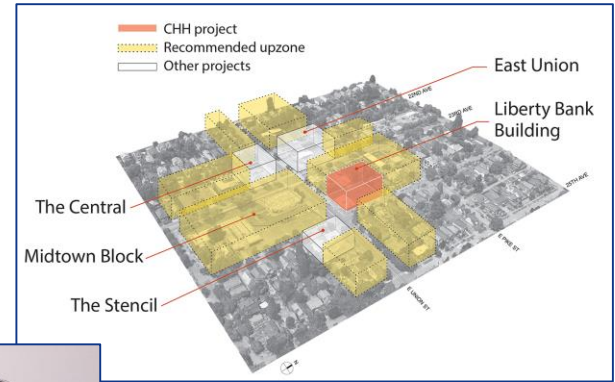 CHH project
Recommended upzone
Other projects
East Union
22ND AVE
23RD AVE
Liberty Bank
Building
25TH AVE
The Central
E PIKE ST
Midtown Block
E UNION ST
The Stencil
N